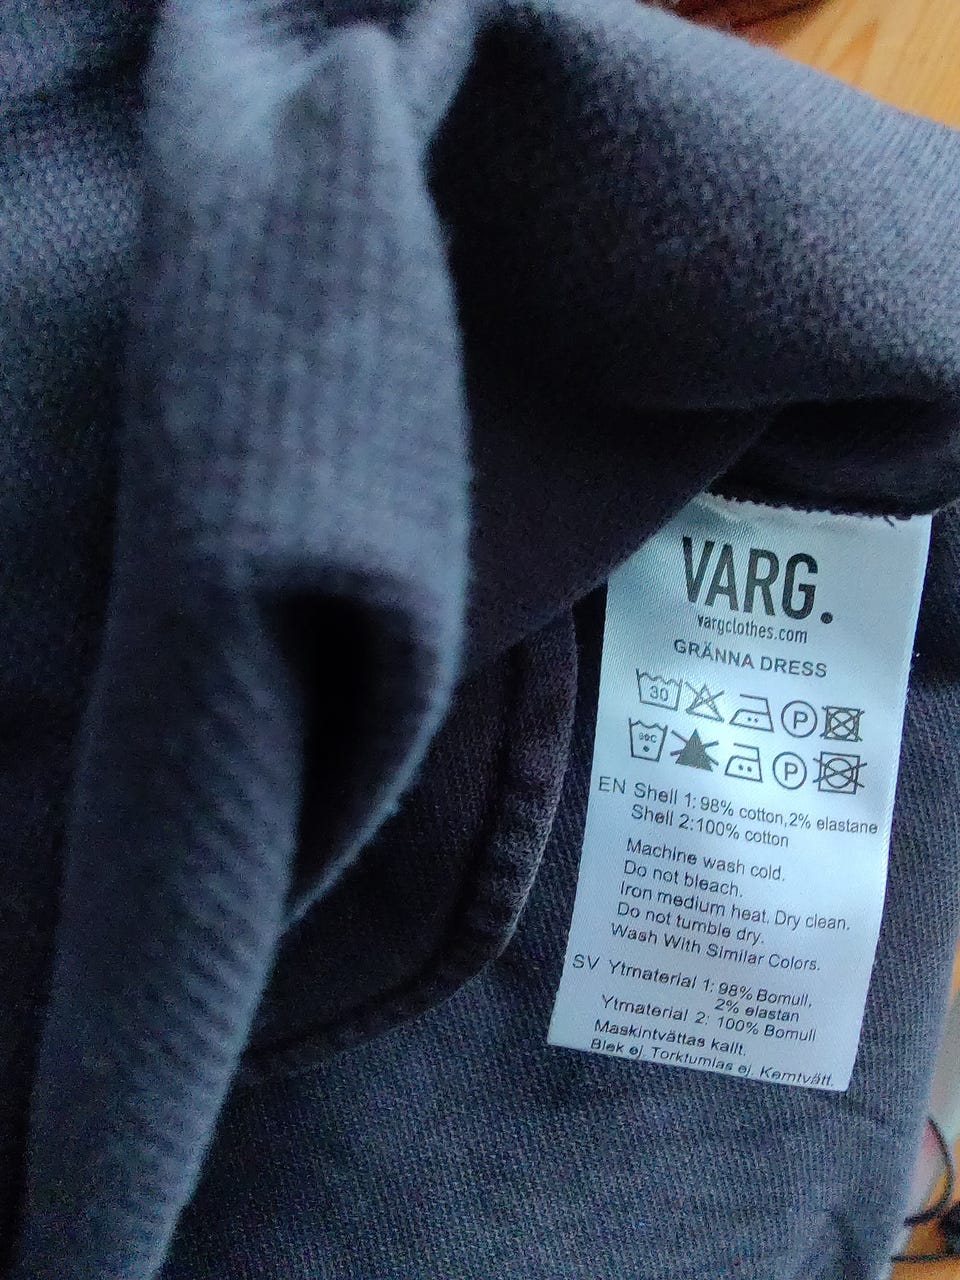 VARG.
vargclothes.com
GRÄNNA DRESS
30 P
30C P
EN Shell 1: 98% cotton,2% elastane
Shell 2:100% cotton
Machine wash cold.
Do not bleach.
Iron medium heat. Dry clean.
Do not tumble dry.
Wash With Similar Colors.
SV Ytrnaterial 1: 98% Bomull,
2% elastan
Ytmaterial 2: 100% Bomull
Maskintvättas kallt.
Blek ej. Torktumlas ej. Kemtvätt.